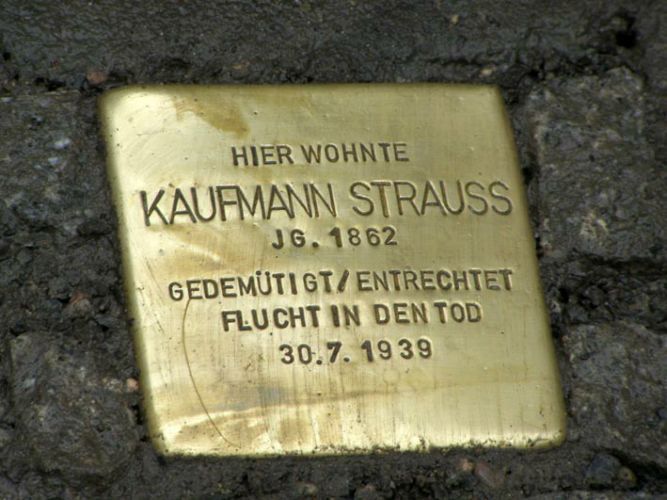 HIER WOHNTE
KAUFMANN STRAUSS
JG. 1862
GEDEMÜTIGT/ENTRECHTET
FLUCHT IN DEN TOD
30.7. 1939